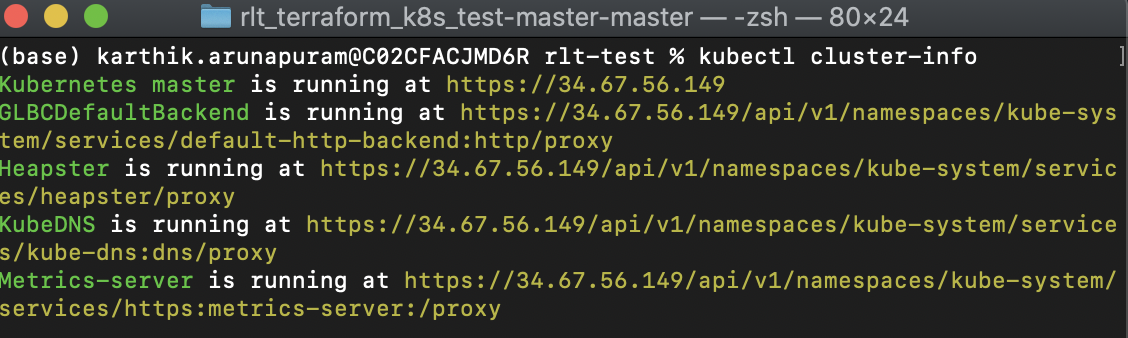 rlt_terraform_k8s_test-master-master — -zsh — 80×24
(base) karthik.arunapuram@C02CFACJMD6R rlt-test % kubectl cluster-info ]
Kubernetes master is running at https://34.67.56.149
GLBCDefaultBackend is running at https://34.67.56.149/api/v1/namespaces/kube-sys
tem/services/default-http-backend:http/proxy
Heapster is running at https://34.67.56.149/api/v1/namespaces/kube-system/servic
es/heapster/proxy
KubeDNS is running at https://34.67.56.149/api/v1/namespaces/kube-system/service
s/kube-dns:dns/proxy
Metrics-server is running at https://34.67.56.149/api/v1/namespaces/kube-system/
services/https:metrics-server:/proxy